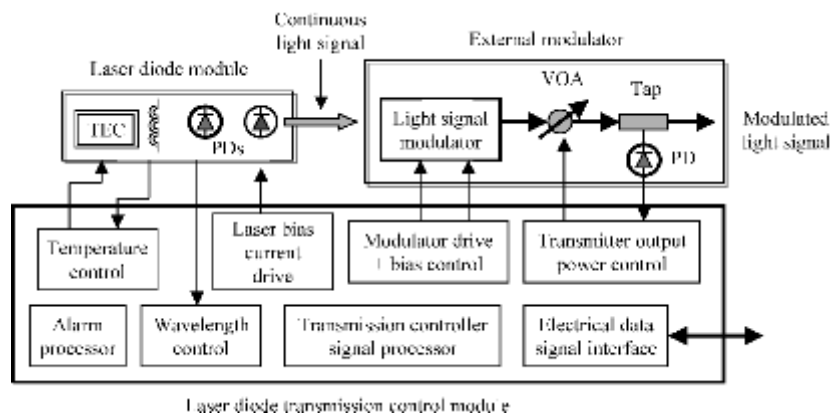 Continuous
light signal
External modulator
Laser diode module
VOA
Tap
TEC
PDs
Light signal
modulator
Modulated
light signal
PD
Temperature
control
Laser bias
current
drive
Modulator drive
+ bias control
Transmitter output
power control
Alarm
processor
Wavelength
control
Transmission controller
signal processor
Electrical data
signal interface
Laser diode transmission control module